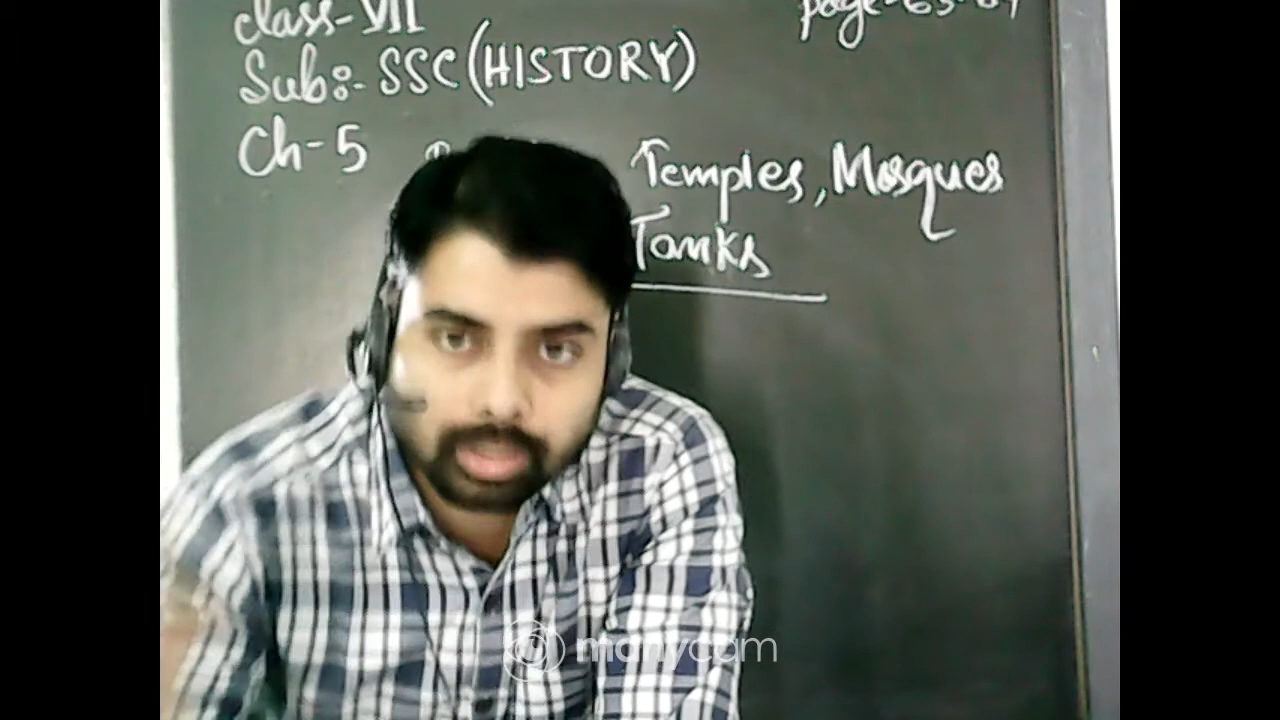 Class-VII
Sub:- SSC (HISTORY)
Ch-5 Temples, Mosques
Tanks
manycam